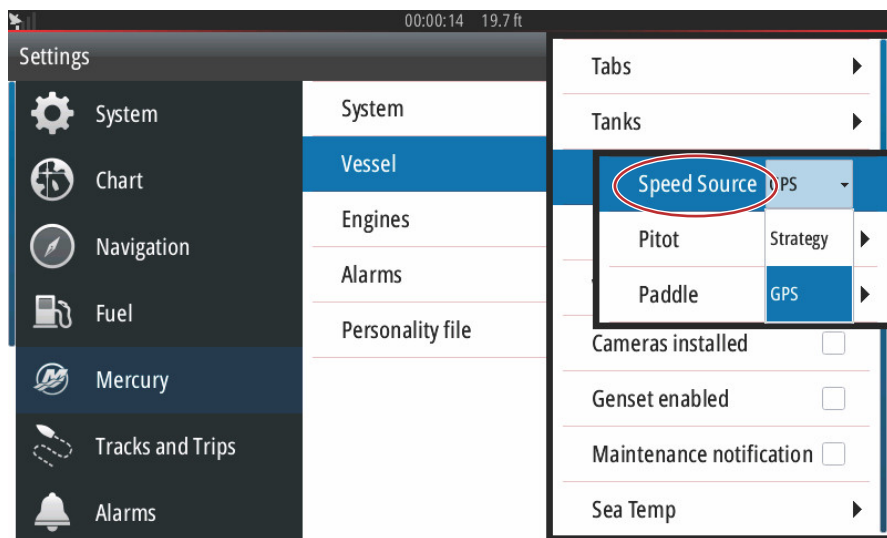 00:00:14 19.7 ft
Settings
System
Chart
Navigation
Fuel
Mercury
Tracks and Trips
Alarms
System
Vessel
Engines
Alarms
Personality file
Tabs
Tanks
Speed Source GPS
Pitot
Paddle
Strategy
GPS
Cameras installed
Genset enabled
Maintenance notification
Sea Temp